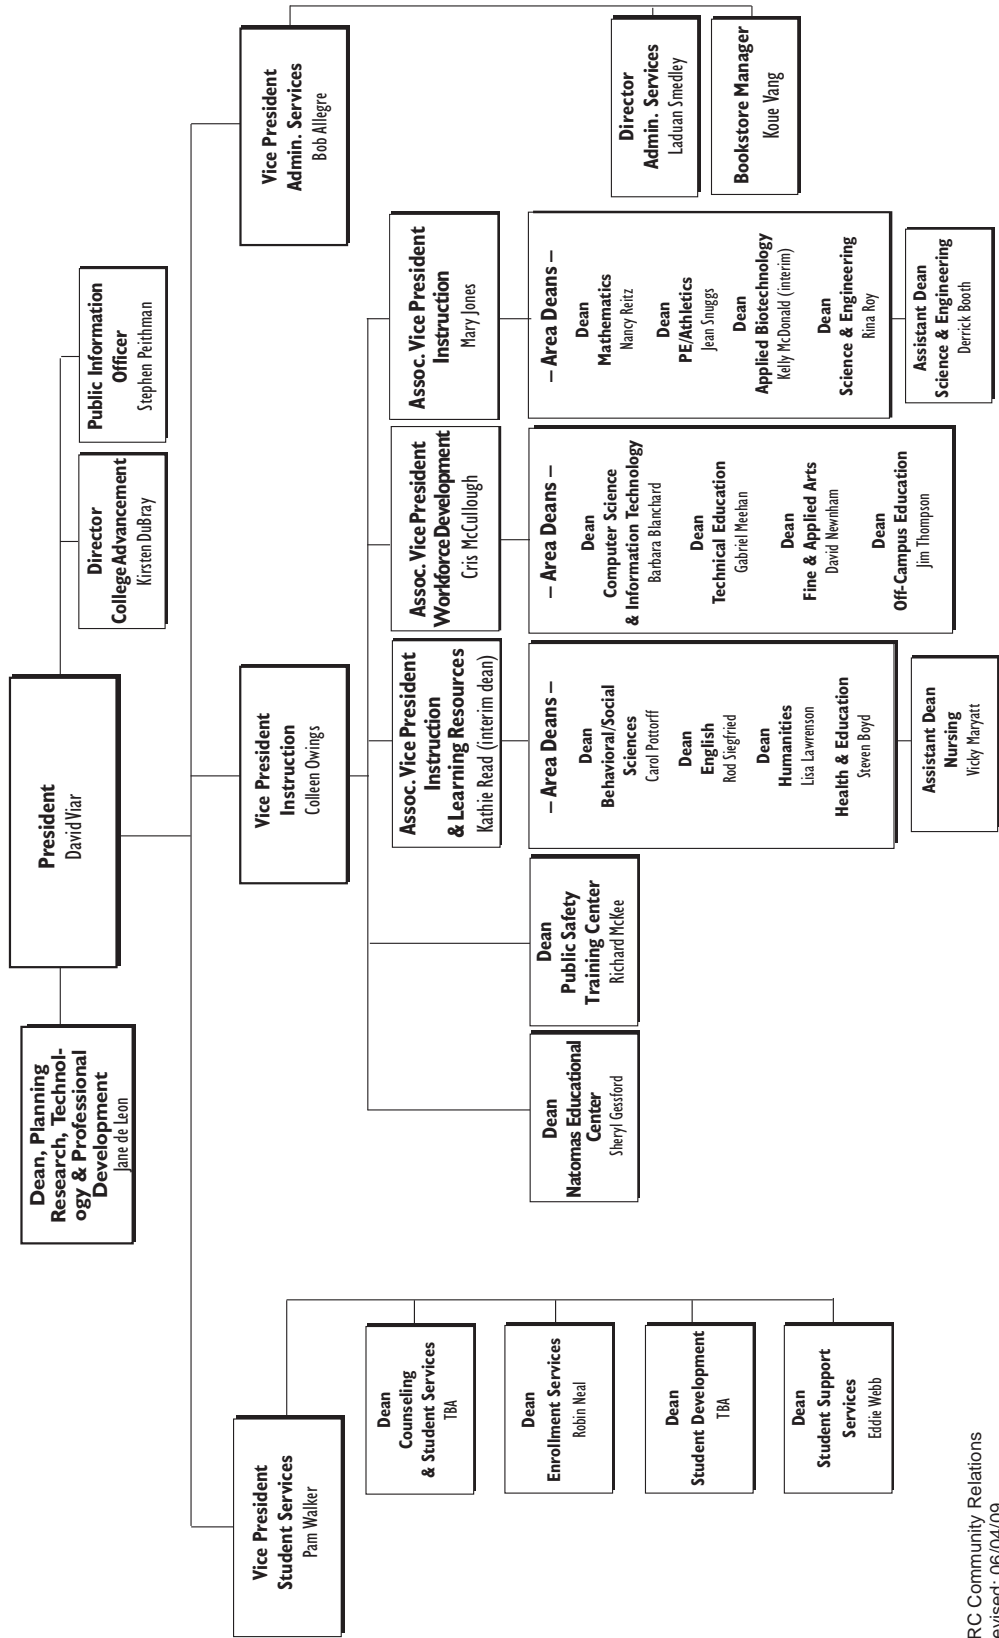 President
David Viar
Dean, Planning
Research, Technol-
ogy & Professional
Development
Jane de Leon
Director
College Advancement
Kirsten DuBray
Public Information
Officer
Stephen Peithman
Vice President
Student Services
Pam Walker
Vice President
Instruction
Colleen Owings
Vice President
Admin. Services
Bob Allegre
Dean
Counseling
& Student Services
TBA
Dean
Enrollment Services
Robin Neal
Dean
Student Development
TBA
Dean
Student Support
Services
Eddie Webb
Dean
Natomas Educational
Center
Sheryl Gessford
Dean
Public Safety
Training Center
Richard McKee
Assoc. Vice President
Instruction
& Learning Resources
Kathie Read (interim dean)
– Area Deans –
Dean
Behavioral/Social
Sciences
Carol Pottorff
Dean
English
Rod Siegfried
Dean
Humanities
Lisa Lawrenson
Health & Education
Steven Boyd
Assistant Dean
Nursing
Vicky Maryatt
Assoc. Vice President
Workforce Development
Cris McCullough
– Area Deans –
Dean
Computer Science
& Information Technology
Barbara Blanchard
Dean
Technical Education
Gabriel Meehan
Dean
Fine & Applied Arts
David Newnham
Dean
Off-Campus Education
Jim Thompson
Assoc. Vice President
Instruction
Mary Jones
– Area Deans –
Dean
Mathematics
Nancy Reitz
Dean
PE/Athletics
Jean Snuggs
Dean
Applied Biotechnology
Kelly McDonald (interim)
Dean
Science & Engineering
Rina Roy
Assistant Dean
Science & Engineering
Derrick Booth
Director
Admin. Services
Laduan Smedley
Bookstore Manager
Koue Vang
RC Community Relations
evised: 06/04/09